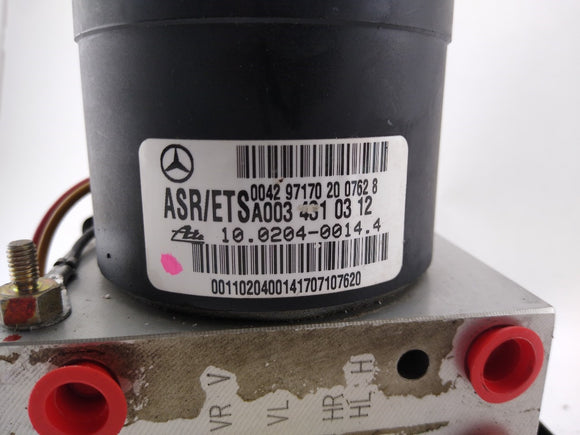 0042 97170 20 0762 8
ASR/ETS A003 431 03 12
Ate 10.0204-0014.4
0011020400141707107620
VR V VL HR HL H